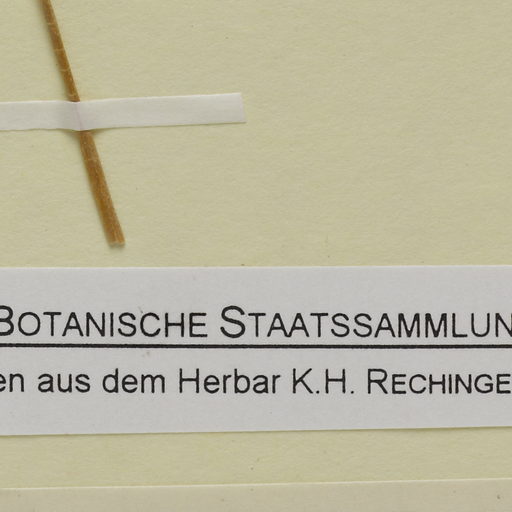 BOTANISCHE STAATSSAMMLUN
en aus dem Herbar K.H. RECHINGE